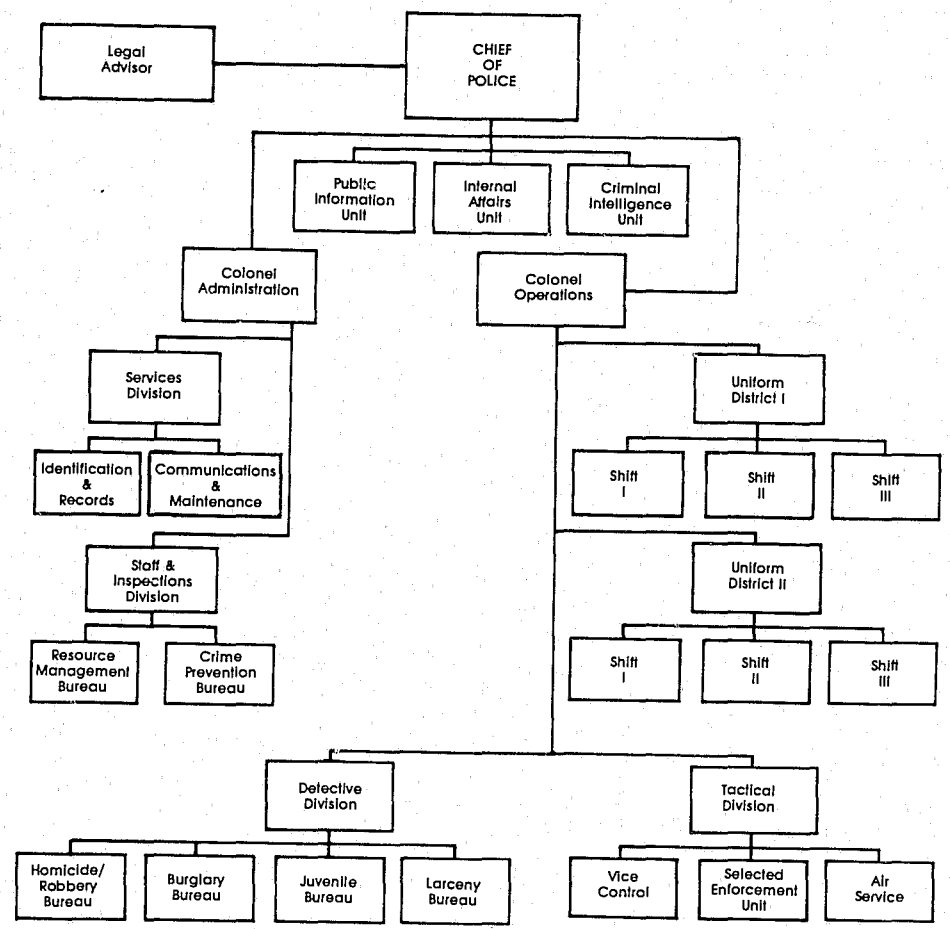 Legal
Advisor
CHIEF
OF
POLICE
Public
Information
Unit
Internal
Affairs
Unit
Criminal
Intelligence
Unit
Colonel
Administration
Colonel
Operations
Services
Division
Identification
&
Records
Communications
&
Maintenance
Uniform
District I
Shift
I
Shift
II
Shift
III
Staff &
Inspections
Division
Resource
Management
Bureau
Crime
Prevention
Bureau
Uniform
District II
Shift
I
Shift
II
Shift
III
Detective
Division
Tactical
Division
Homicide/
Robbery
Bureau
Burglary
Bureau
Juvenile
Bureau
Larceny
Bureau
Vice
Control
Selected
Enforcement
Unit
Air
Service